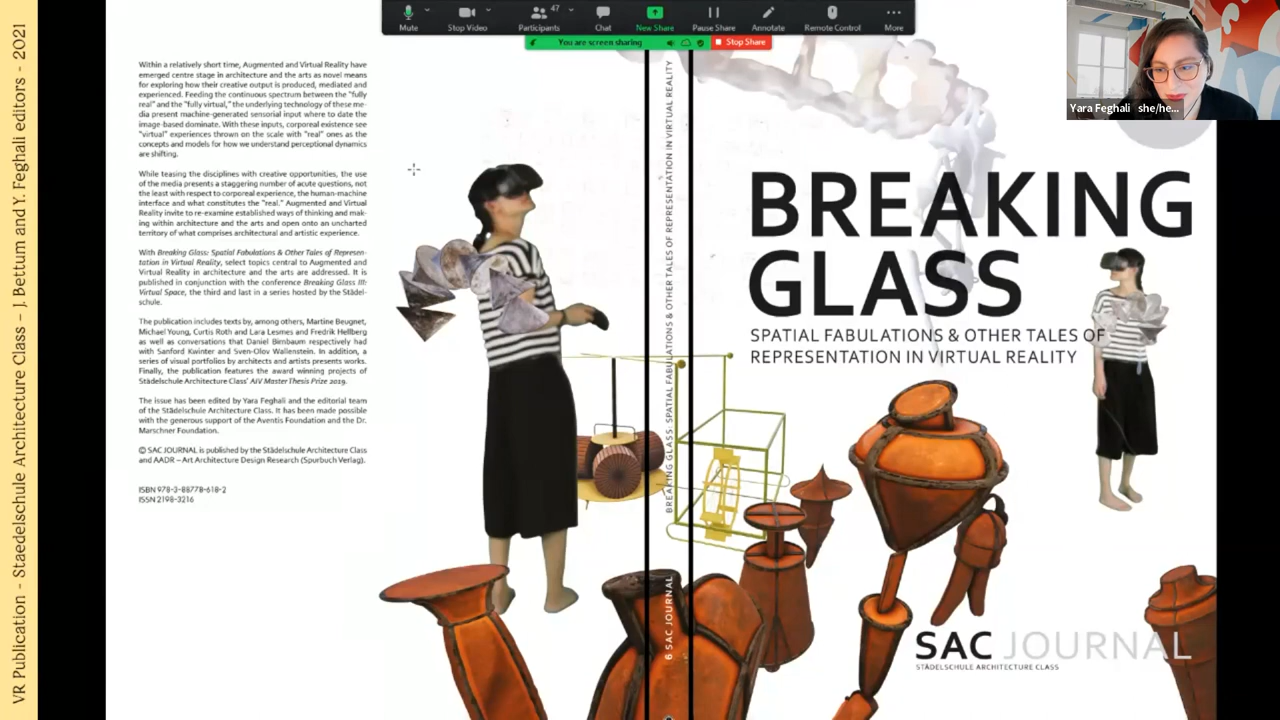 47
Mute
Stop Video
Participants
Chat
New Share
Pause Share
Annotate
Remote Control
More
You are screen sharing
Stop Share
Yara Feghali she/he...
VR Publication - Staedelschule Architecture Class – J. Bettum and Y. Feghali editors - 2021
Within a relatively short time, Augmented and Virtual Reality have
emerged centre stage in architecture and the arts as novel means
for exploring how their creative output is produced, mediated and
experienced. Feeding the continuous spectrum between the "fully
real" and the "fully virtual," the underlying technology of these me-
dia present machine-generated sensorial input where to date the
image-based dominate. With these inputs, corporeal existence see
"virtual" experiences thrown on the scale with "real" ones as the
concepts and models for how we understand perceptional dynamics
are shifting.
While teasing the disciplines with creative opportunities, the use
of the media presents a staggering number of acute questions, not
the least with respect to corporeal experience, the human-machine
interface and what constitutes the "real." Augmented and Virtual
Reality invite to re-examine established ways of thinking and mak-
ing within architecture and the arts and open onto an uncharted
territory of what comprises architectural and artistic experience.
With Breaking Glass: Spatial Fabulations & Other Tales of Represen-
tation in Virtual Reality, select topics central to Augmented and
Virtual Reality in architecture and the arts are addressed. It is
published in conjunction with the conference Breaking Glass III:
Virtual Space, the third and last in a series hosted by the Städel-
schule.
The publication includes texts by, among others, Martine Beugnet,
Michael Young, Curtis Roth and Lara Lesmes and Fredrik Hellberg
as well as conversations that Daniel Birnbaum respectively had
with Sanford Kwinter and Sven-Olov Wallenstein. In addition, a
series of visual portfolios by architects and artists presents works.
Finally, the publication features the award winning projects of
Städelschule Architecture Class' AIV Master Thesis Prize 2019.
The issue has been edited by Yara Feghali and the editorial team
of the Städelschule Architecture Class. It has been made possible
with the generous support of the Aventis Foundation and the Dr.
Marschner Foundation.
© SAC JOURNAL is published by the Städelschule Architecture Class
and AADR – Art Architecture Design Research (Spurbuch Verlag).
ISBN 978-3-88778-618-2
ISSN 2198-3216
BREAKING GLASS: SPATIAL FABULATIONS & OTHER TALES OF REPRESENTATION IN VIRTUAL REALITY
6 SAC JOURNAL
BREAKING
GLASS
SPATIAL FABULATIONS & OTHER TALES OF
REPRESENTATION IN VIRTUAL REALITY
SAC JOURNAL
STÄDELSCHULE ARCHITECTURE CLASS